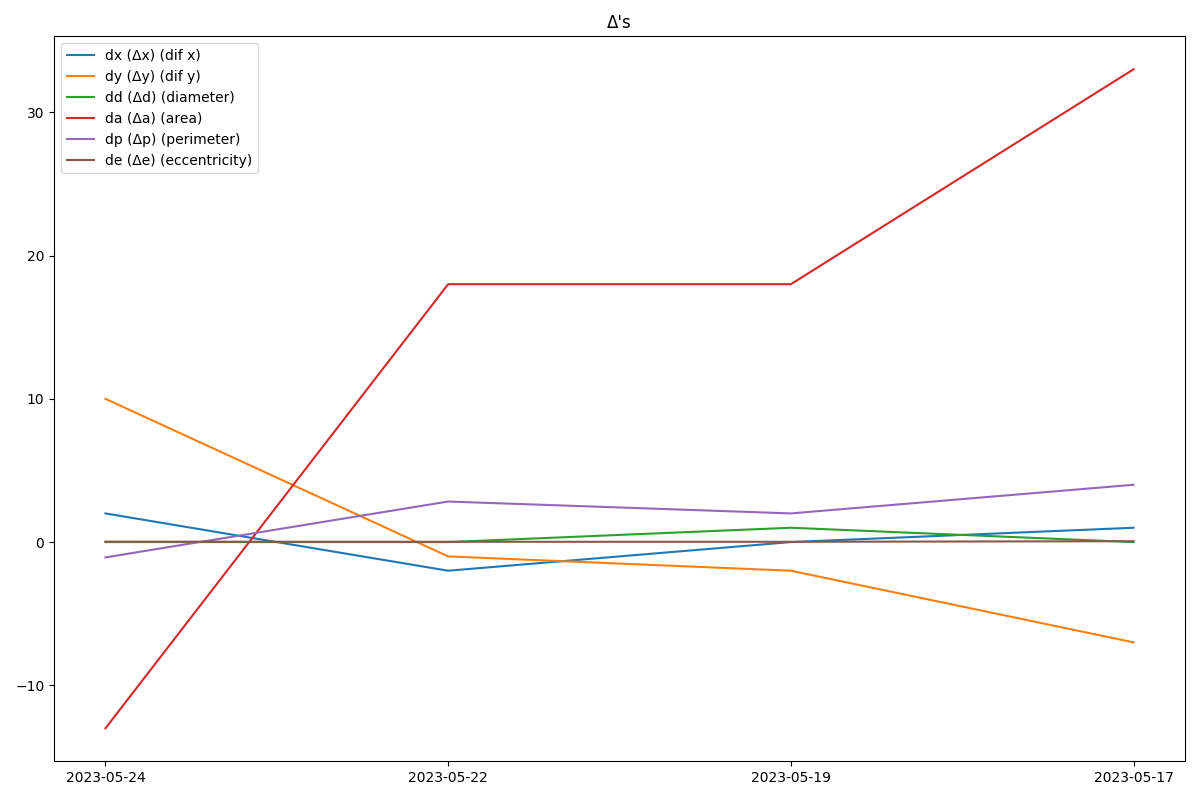 Δ's
dx (Δx) (dif x)
dy (Δy) (dif y)
dd (Δd) (diameter)
da (Δa) (area)
dp (Δp) (perimeter)
de (Δe) (eccentricity)
30
20
10
0
−10
2023-05-24 2023-05-22 2023-05-19 2023-05-17